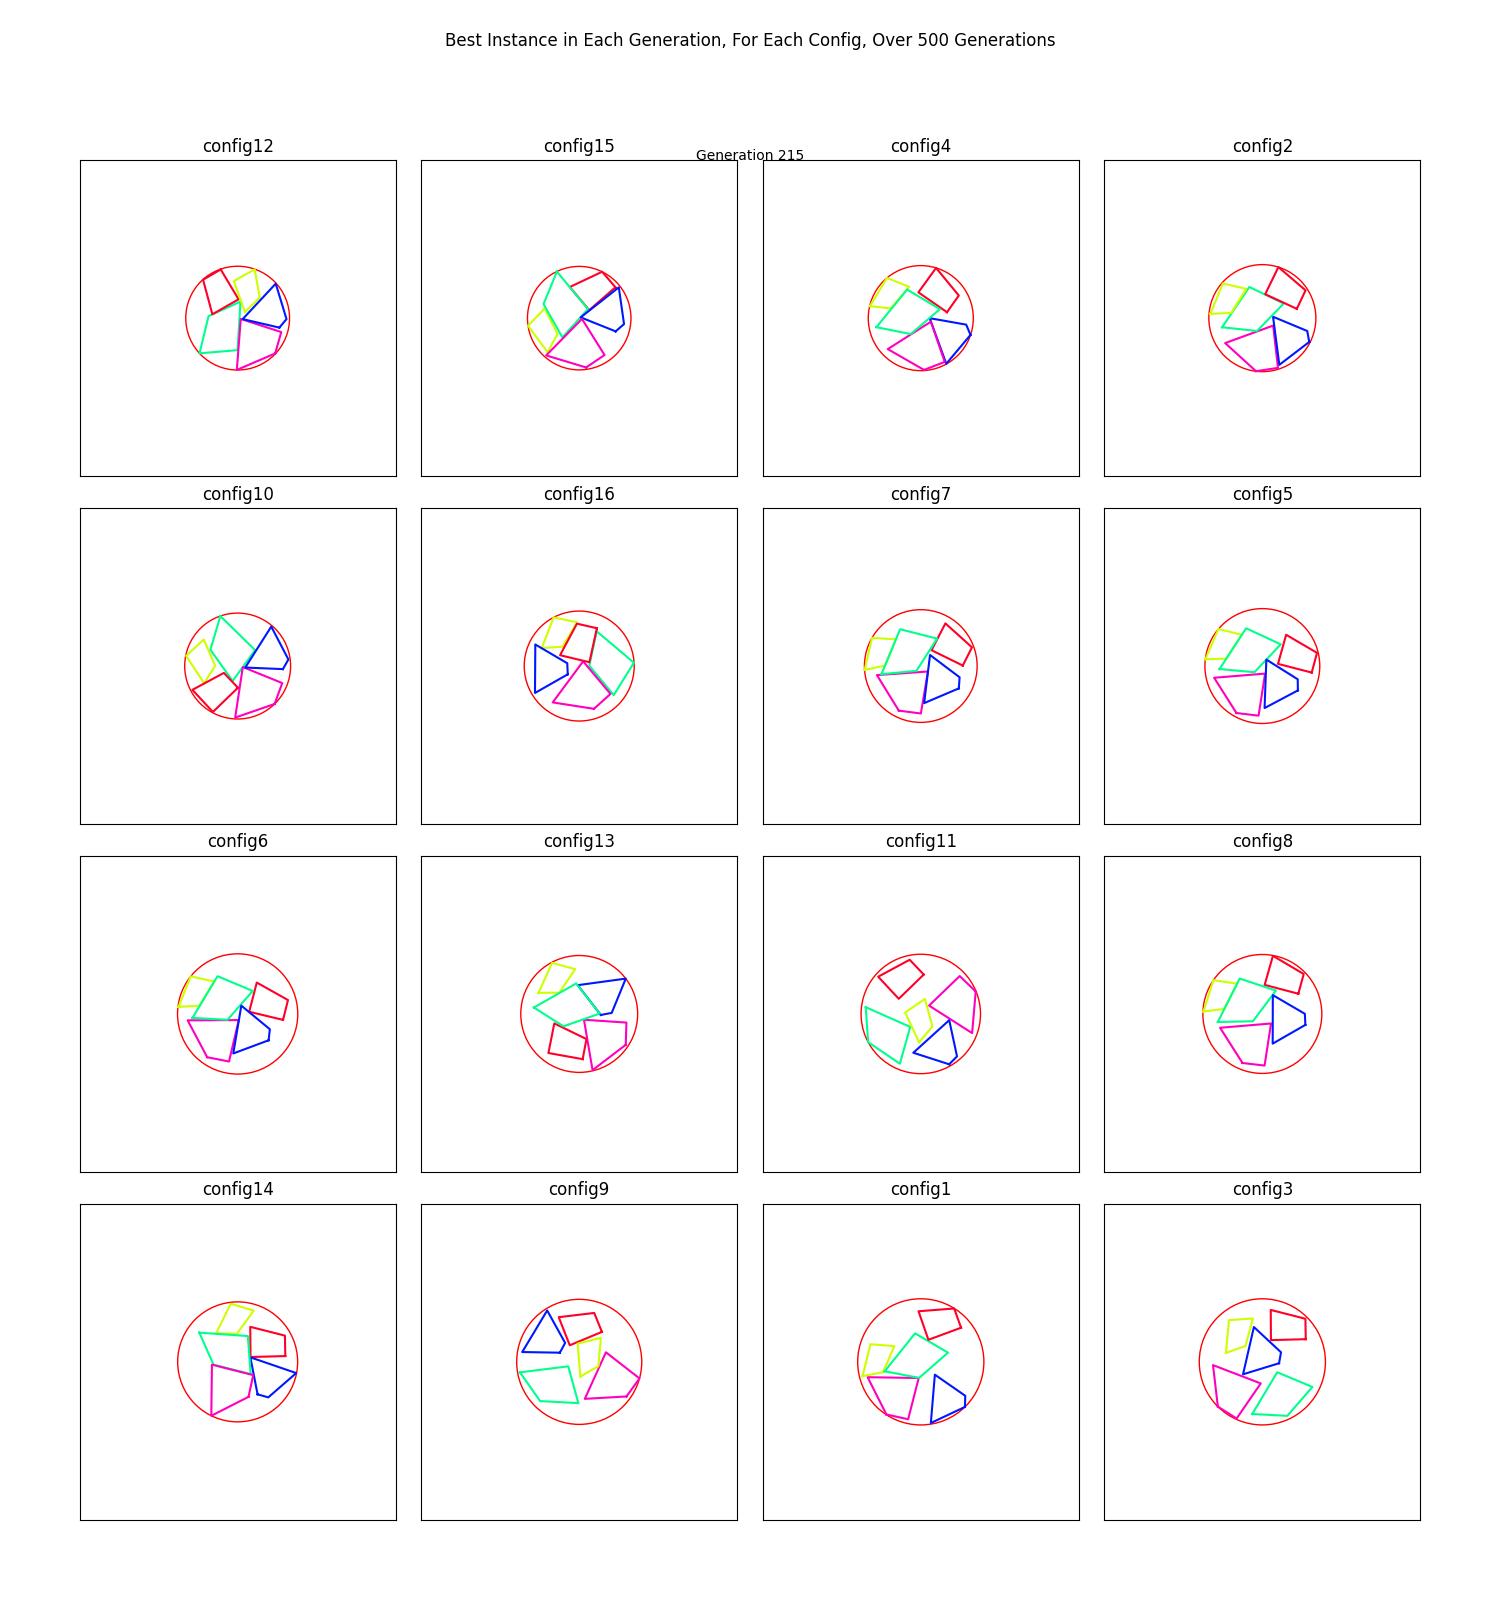 Best Instance in Each Generation, For Each Config, Over 500 Generations
Generation 215
config12
config15
config4
config2
config10
config16
config7
config5
config6
config13
config11
config8
config14
config9
config1
config3